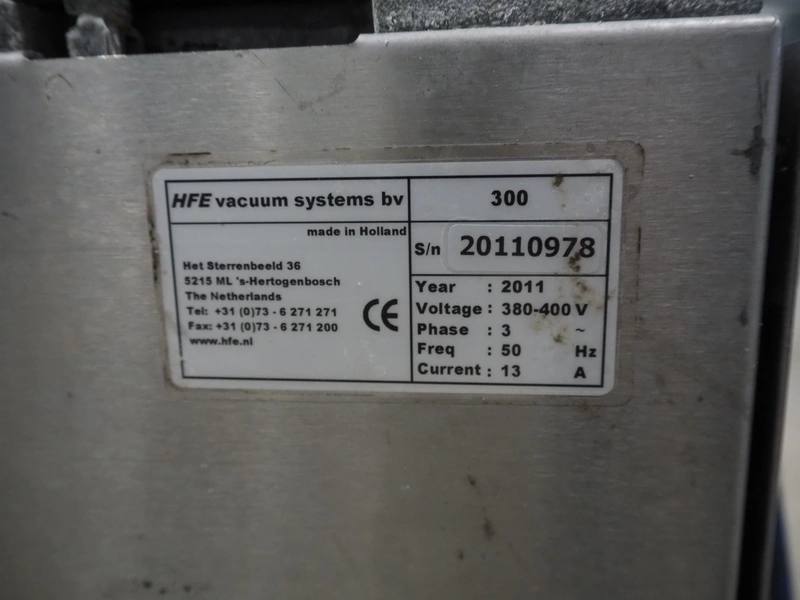 HFE vacuum systems bv
300
made in Holland
S/n 20110978
Het Sterrenbeeld 36
5215 ML 's-Hertogenbosch
The Netherlands
Tel: +31 (0)73 - 6 271 271
Fax: +31 (0)73 - 6 271 200
www.hfe.nl
CE
Year : 2011
Voltage : 380-400 V
Phase : 3 ~
Freq : 50 Hz
Current : 13 A